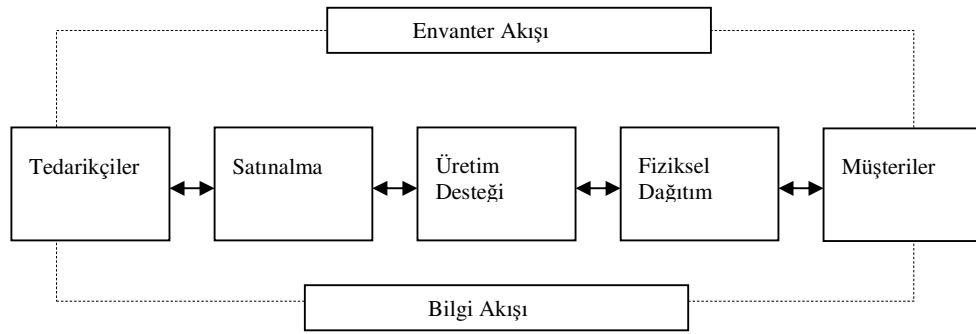 Envanter Akışı
Tedarikçiler
Satınalma
Üretim
Desteği
Fiziksel
Dağıtım
Müşteriler
Bilgi Akışı